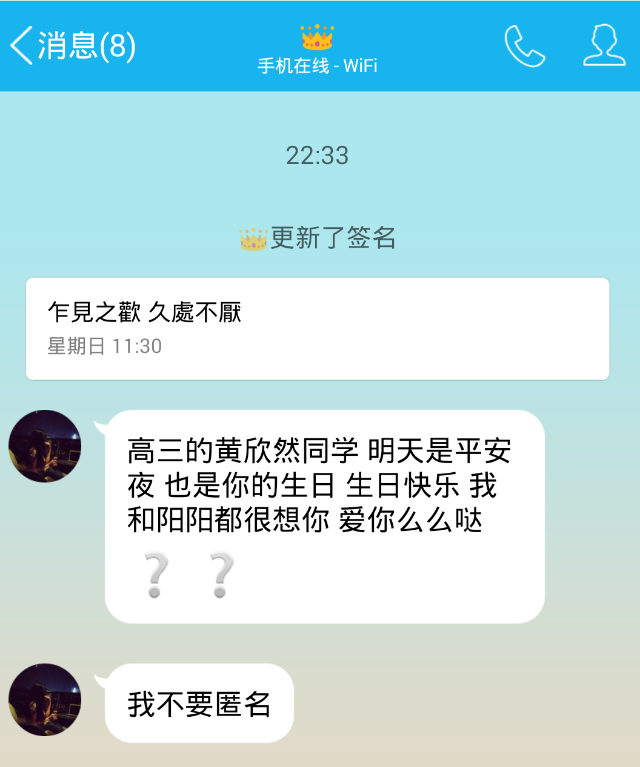 消息(8)
手机在线 - WiFi
22:33
更新了签名
乍見之歡 久處不厭
星期日 11:30
高三的黄欣然同学 明天是平安
夜 也是你的生日 生日快乐 我
和阳阳都很想你 爱你么么哒
❔ ❔
我不要匿名